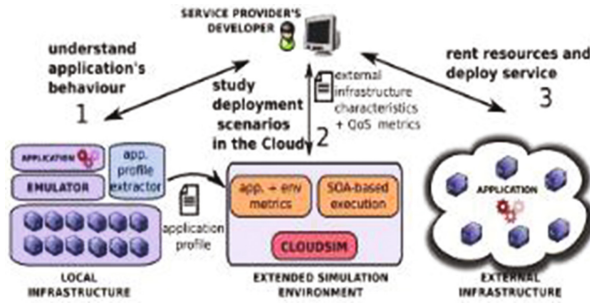 SERVICE PROVIDER'S
DEVELOPER
understand
application's
behaviour
1
study
deployment
scenarios
in the Cloud
2
external
infrastructure
characteristics
+ QoS metrics
rent resources and
deploy service
3
APPLICATION
EMULATOR
app.
profile
extractor
application
profile
app. + env
metrics
SOA-based
execution
CLOUDSIM
APPLICATION
LOCAL
INFRASTRUCTURE
EXTENDED SIMULATION
ENVIRONMENT
EXTERNAL
INFRASTRUCTURE